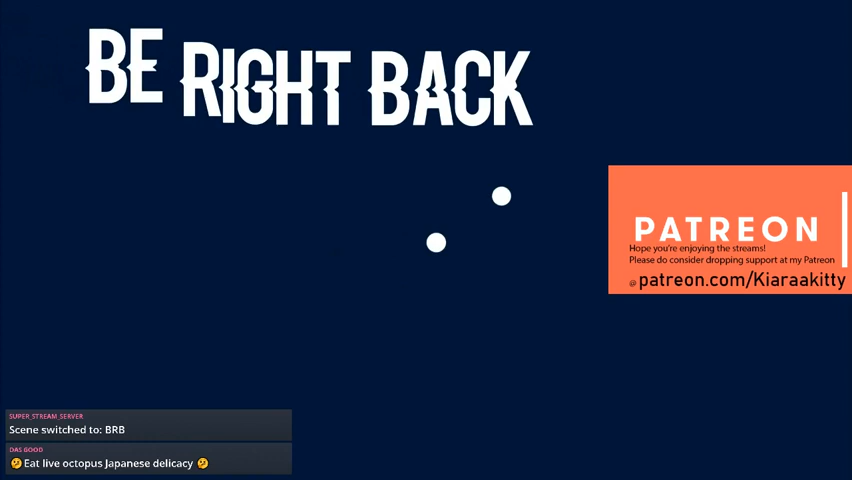 BE RIGHT BACK
PATREON
Hope you're enjoying the streams!
Please do consider dropping support at my Patreon
@ patreon.com/Kiaraakitty
SUPER_STREAM_SERVER
Scene switched to: BRB
DAS GOOD
🤔Eat live octopus Japanese delicacy 🤔